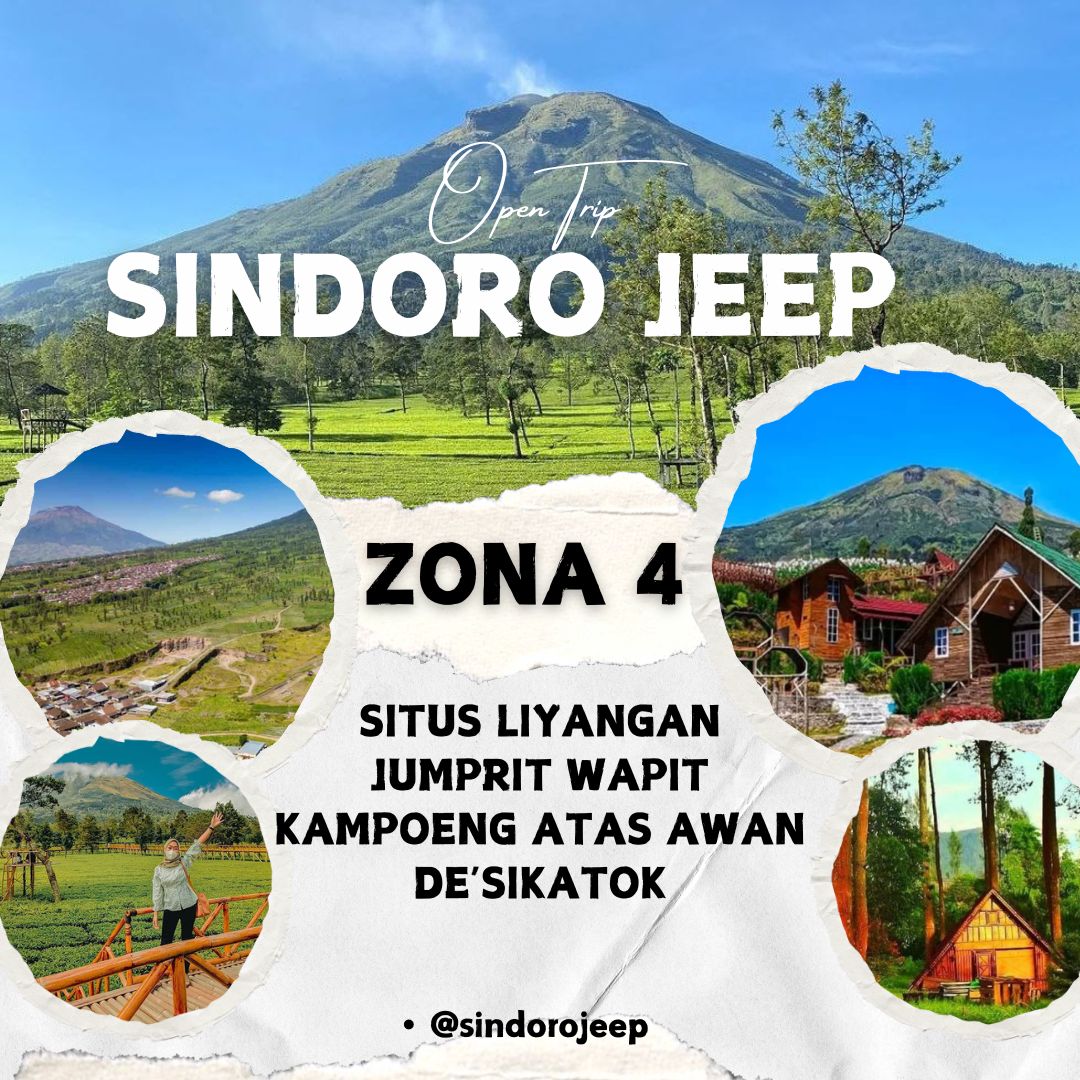 Open Trip
SINDORO JEEP
ZONA 4
SITUS LIYANGAN
JUMPRIT WAPIT
KAMPOENG ATAS AWAN
DE'SIKATOK
• @sindorojeep